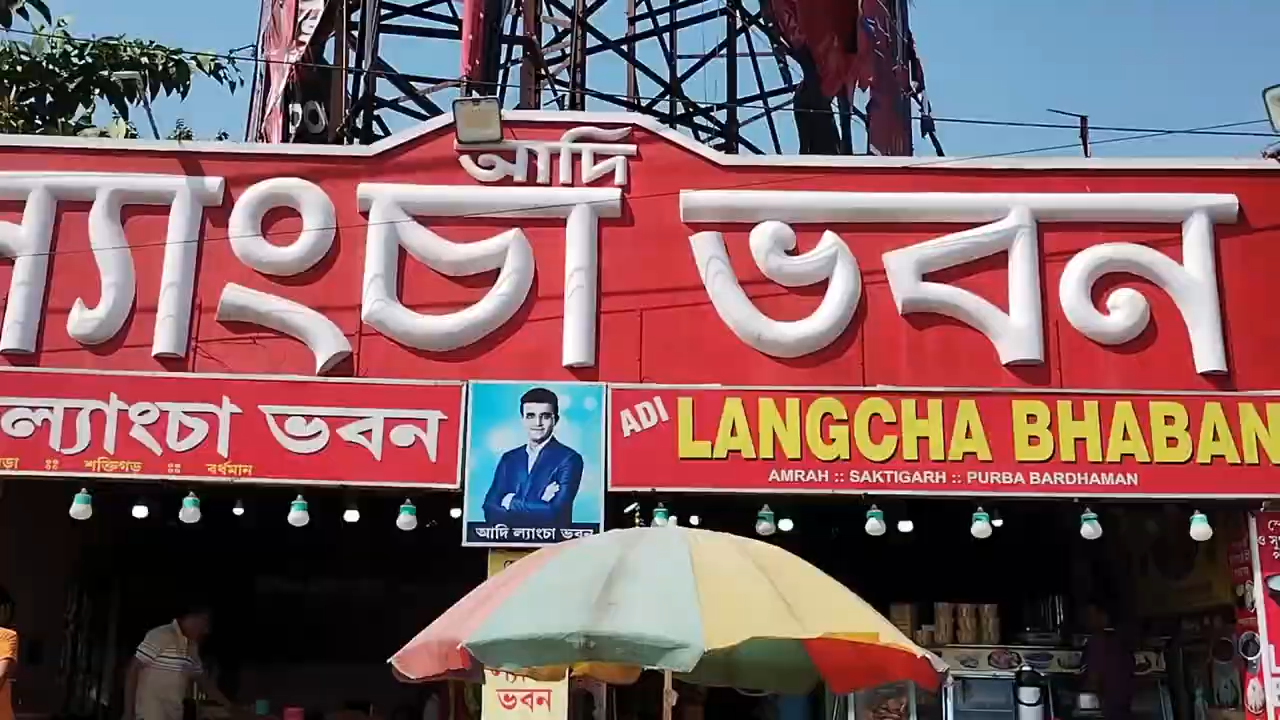 আদি
ল্যাংচা ভবন
ল্যাংচা ভবন
শক্তিগড় :: বর্ধমান
ADI LANGCHA BHABAN
AMRAH :: SAKTIGARH :: PURBA BARDHAMAN
আদি ল্যাংচা ভবন
ভবন